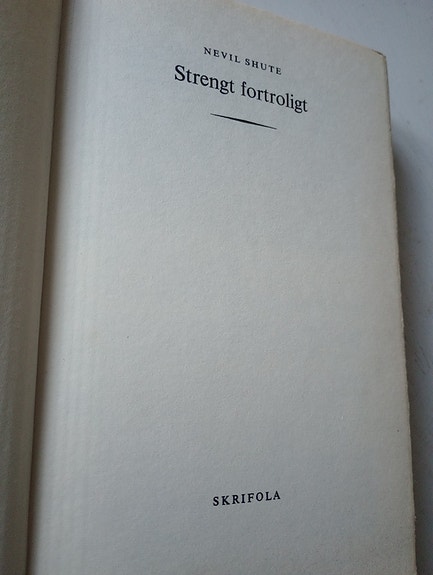 NEVIL SHUTE
Strengt fortroligt
SKRIFOLA